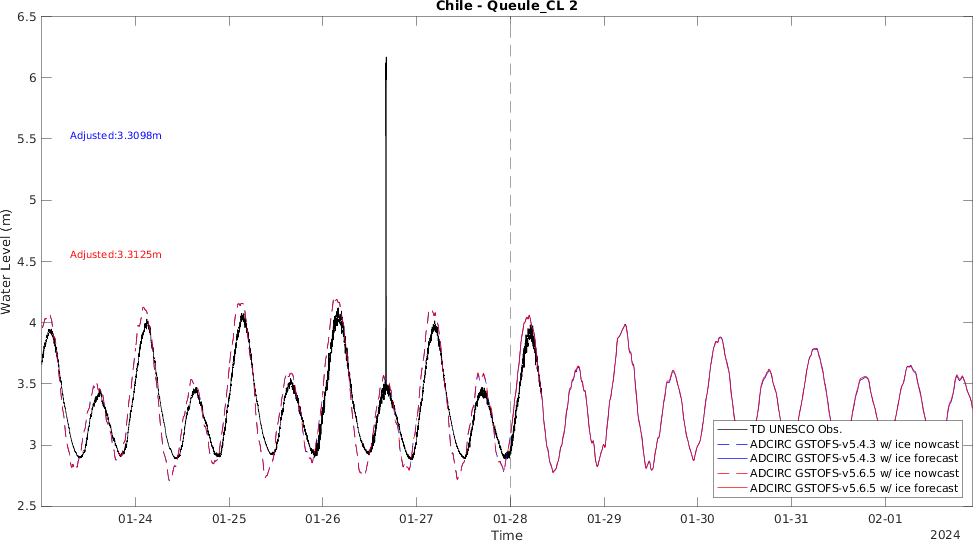 Chile - Queule_CL 2
6.5
6
5.5
5
4.5
4
3.5
3
2.5
Water Level (m)
Adjusted:3.3098m
Adjusted:3.3125m
TD UNESCO Obs.
ADCIRC GSTOFS-v5.4.3 w/ ice nowcast
ADCIRC GSTOFS-v5.4.3 w/ ice forecast
ADCIRC GSTOFS-v5.6.5 w/ ice nowcast
ADCIRC GSTOFS-v5.6.5 w/ ice forecast
01-24 01-25 01-26 01-27 01-28 01-29 01-30 01-31 02-01
Time
2024